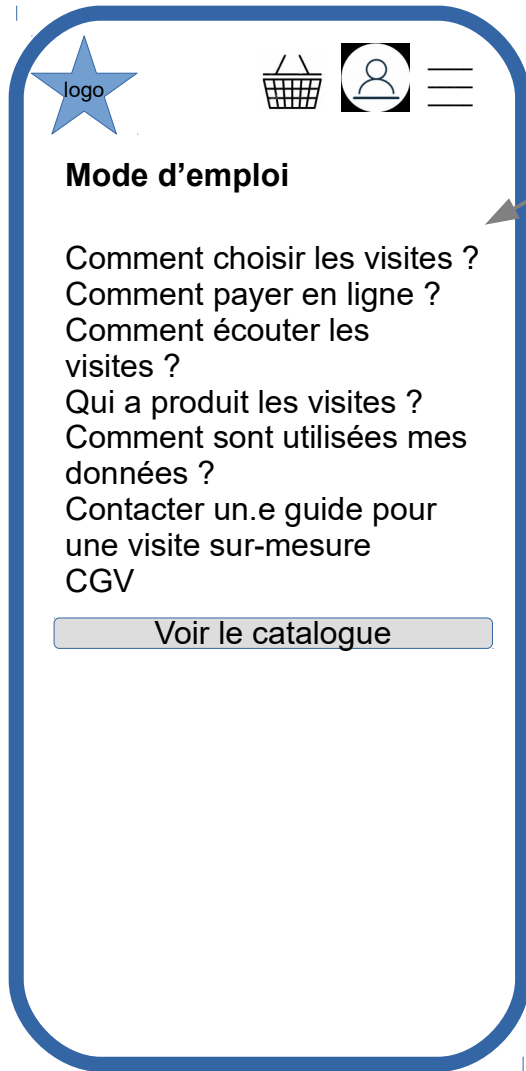 logo
Mode d’emploi
Comment choisir les visites ?
Comment payer en ligne ?
Comment écouter les
visites ?
Qui a produit les visites ?
Comment sont utilisées mes
données ?
Contacter un.e guide pour
une visite sur-mesure
CGV
Voir le catalogue